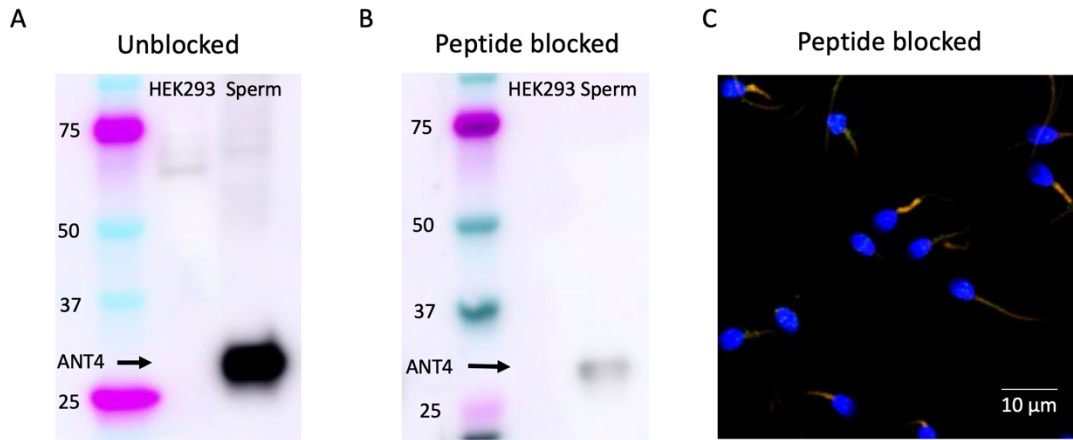 A
Unblocked
HEK293 Sperm
75
50
37
ANT4
25
B
Peptide blocked
HEK293 Sperm
75
50
37
ANT4
25
C
Peptide blocked
10 µm